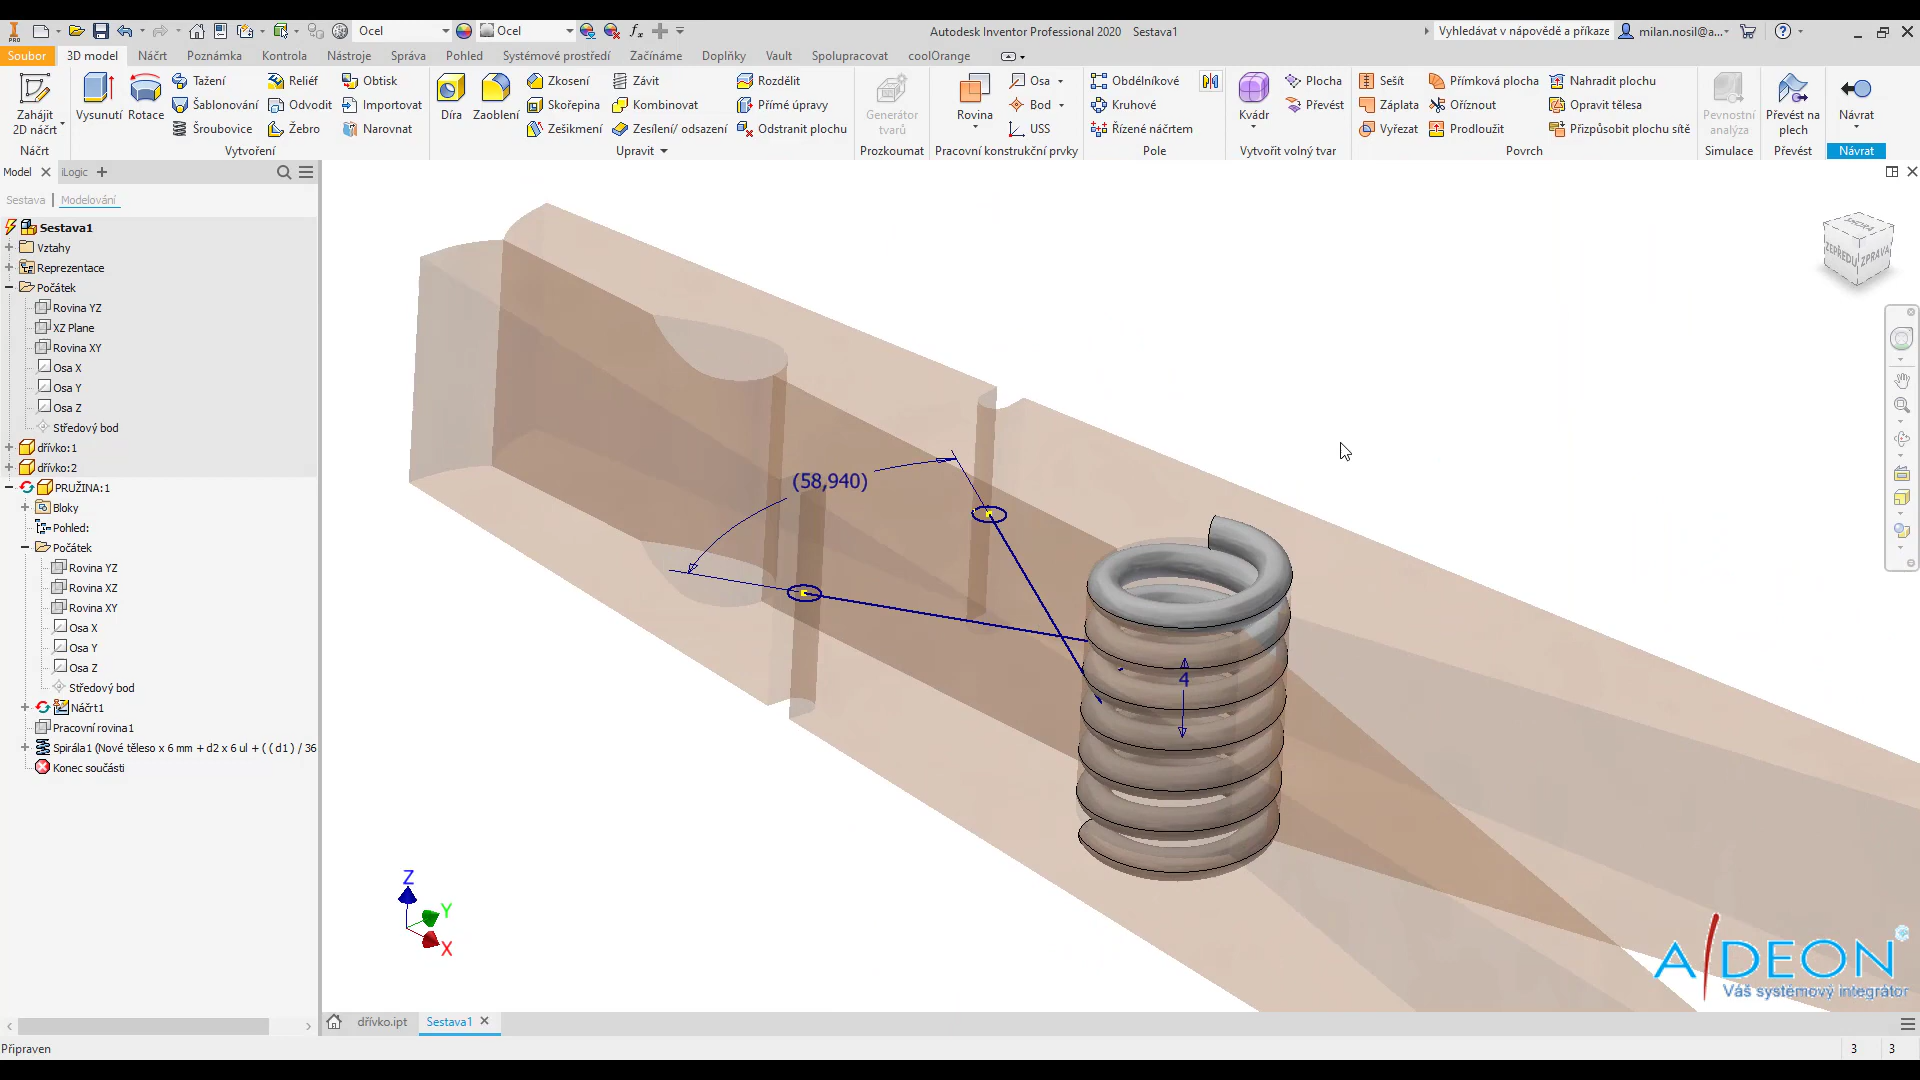 Ocel
Ocel
fx
Autodesk Inventor Professional 2020 Sestava1
Vyhledávat v nápovědě a příkaze
milan.nosil@a...
Soubor 3D model Náčrt Poznámka Kontrola Nástroje Správa Pohled Systémové prostředí Začínáme Doplňky Vault Spolupracovat coolOrange
Zahájit
2D náčrt
Náčrt
Vysunutí
Rotace
Tažení
Šablonování
Šroubovice
Reliéf
Odvodit
Žebro
Obtisk
Importovat
Narovnat
Vytvoření
Díra
Zaoblení
Zkosení
Skořepina
Zešikmení
Závit
Kombinovat
Zesílení/ odsazení
Rozdělit
Přímé úpravy
Odstranit plochu
Upravit
Generátor
tvarů
Prozkoumat
Rovina
Osa
Bod
USS
Pracovní konstrukční prvky
Obdélníkové
Kruhové
Řízené náčrtem
Pole
Kvádr
Plocha
Převést
Vytvořit volný tvar
Sešít
Záplata
Vyřezat
Přímková plocha
Oříznout
Prodloužit
Nahradit plochu
Opravit tělesa
Přizpůsobit plochu sítě
Povrch
Pevnostní
analýza
Simulace
Převést na
plech
Převést
Návrat
Návrat
Model iLogic
Sestava Modelování
Sestava1
Vztahy
Reprezentace
Počátek
Rovina YZ
XZ Plane
Rovina XY
Osa X
Osa Y
Osa Z
Středový bod
dřívko:1
dřívko:2
PRUŽINA:1
Bloky
Pohled:
Počátek
Rovina YZ
Rovina XZ
Rovina XY
Osa X
Osa Y
Osa Z
Středový bod
Náčrt1
Pracovní rovina1
Spirála1 (Nové těleso x 6 mm + d2 x 6 ul + ( ( d1 ) / 36
Konec součásti
(58,940)
4
Z
Y
X
SHORA
ZEPŘEDU
ZPRAVA
A/DEON
Váš systémový integrátor
dřívko.ipt Sestava1
Připraven
3 3